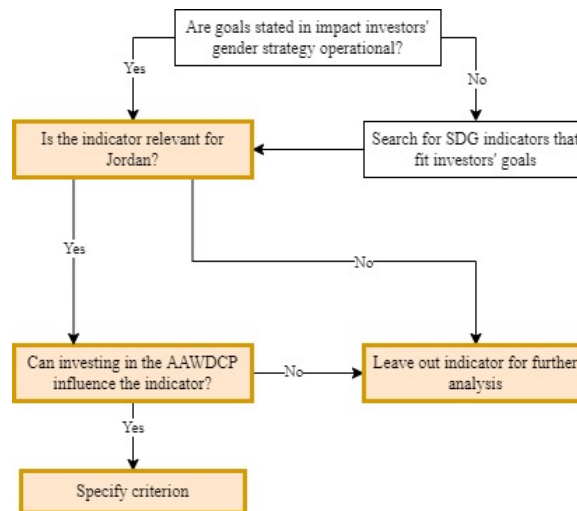 Are goals stated in impact investors'
gender strategy operational?
Yes
No
Is the indicator relevant for
Jordan?
Search for SDG indicators that
fit investors' goals
Yes
No
Can investing in the AAWDCP
influence the indicator?
No
Leave out indicator for further
analysis
Yes
Specify criterion